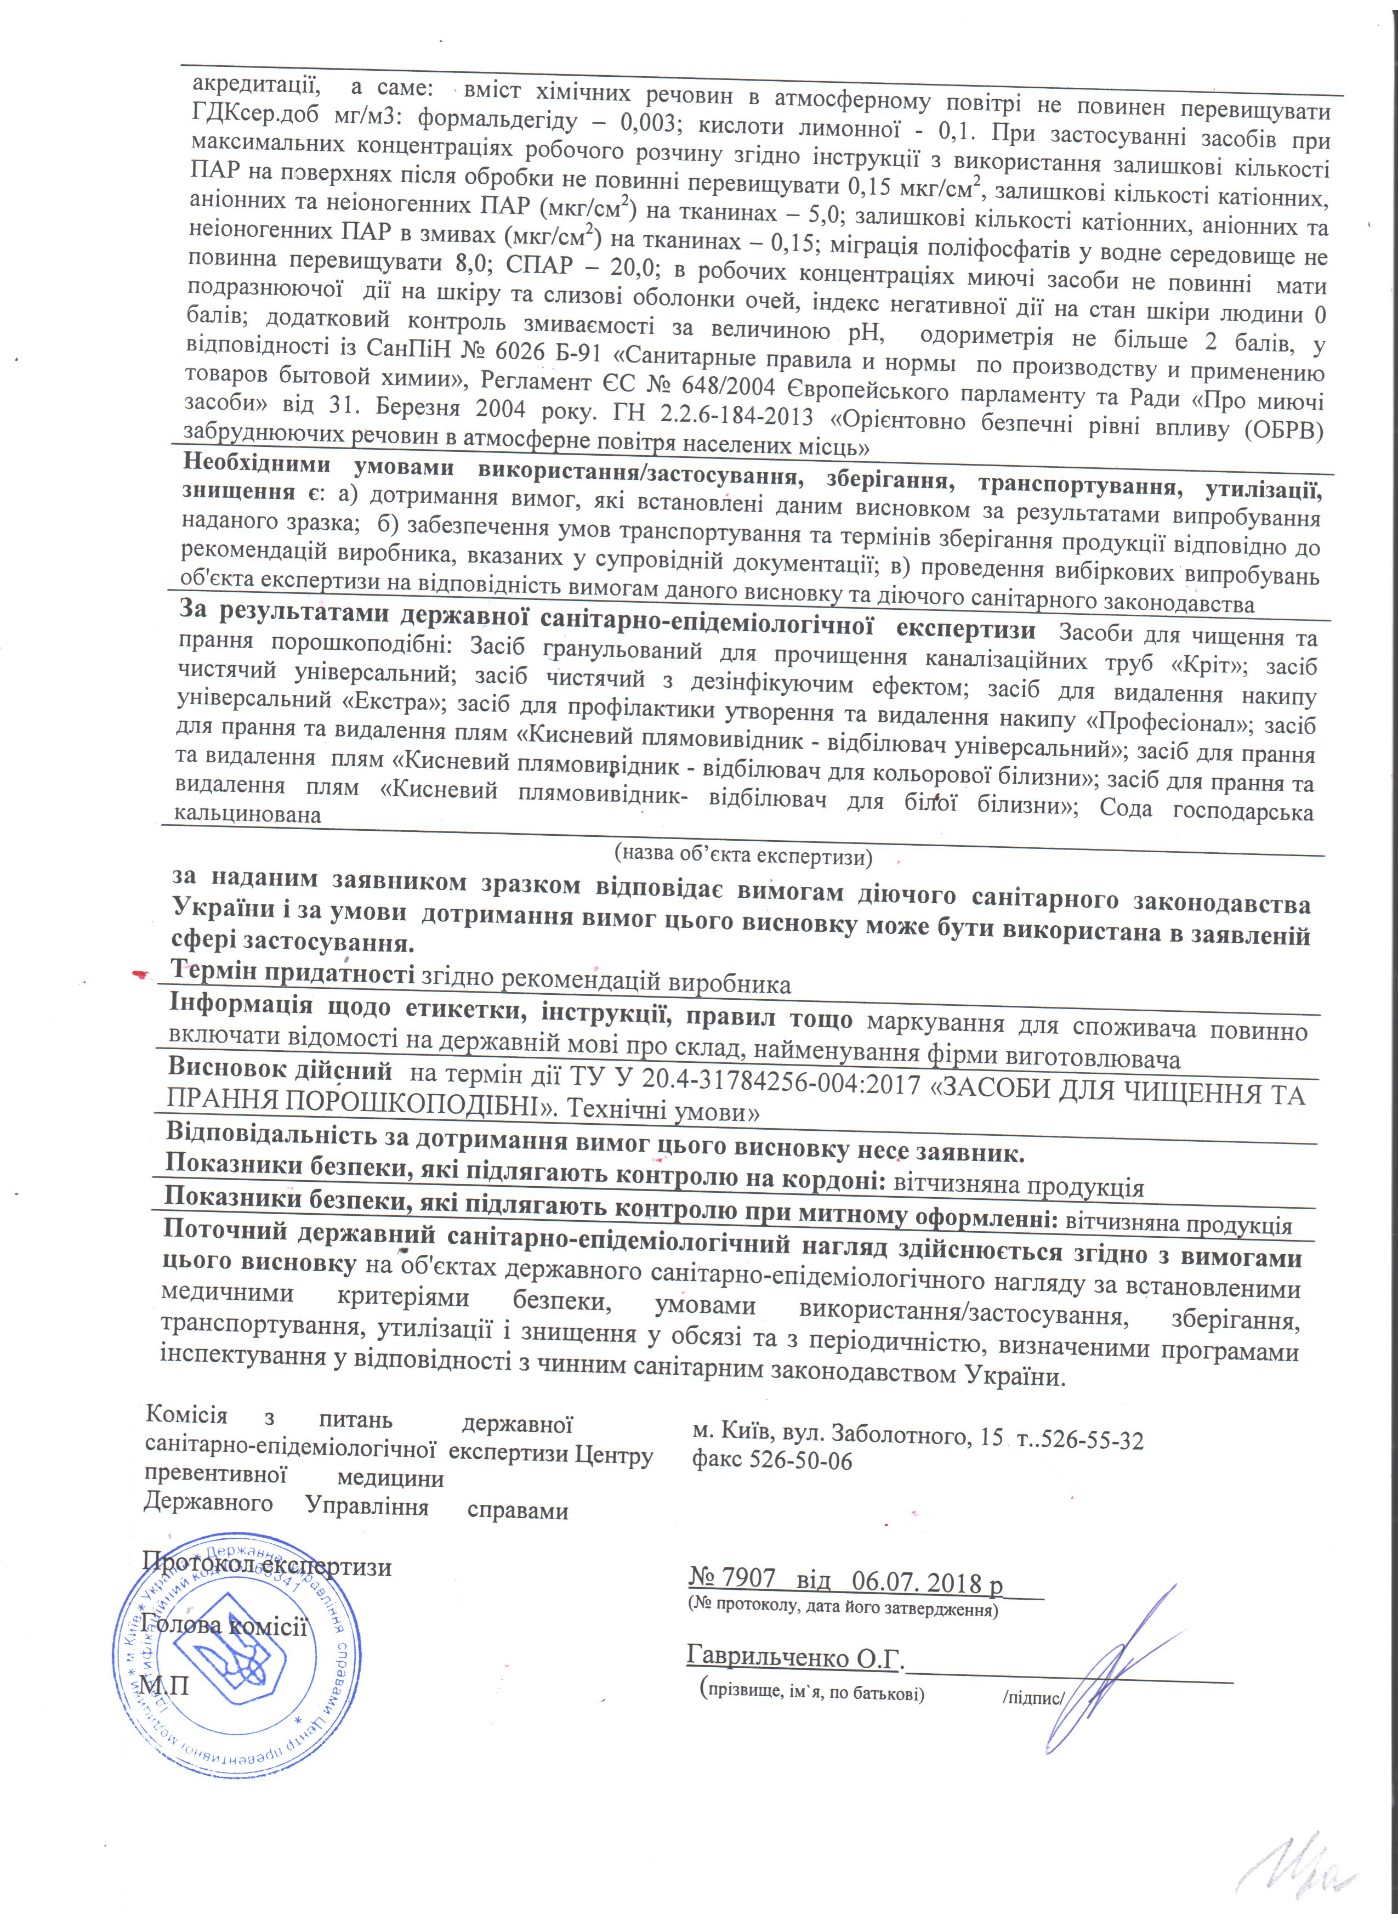 акредитації, а саме: вміст хімічних речовин в атмосферному повітрі не повинен перевищувати
ГДКсер.доб мг/м3: формальдегіду – 0,003; кислоти лимонної - 0,1. При застосуванні засобів при
максимальних концентраціях робочого розчину згідно інструкції з використання залишкові кількості
ПАР на поверхнях після обробки не повинні перевищувати 0,15 мкг/см², залишкові кількості катіонних,
аніонних та неіоногенних ПАР (мкг/см²) на тканинах – 5,0; залишкові кількості катіонних, аніонних та
неіоногенних ПАР в змивах (мкг/см²) на тканинах – 0,15; міграція поліфосфатів у водне середовище не
повинна перевищувати 8,0; СПАР – 20,0; в робочих концентраціях миючі засоби не повинні мати
подразнюючої дії на шкіру та слизові оболонки очей, індекс негативної дії на стан шкіри людини 0
балів; додатковий контроль змиваємості за величиною рН, одориметрія не більше 2 балів, у
відповідності із СанПіН № 6026 Б-91 «Санитарные правила и нормы по производству и применению
товаров бытовой химии», Регламент ЄС № 648/2004 Європейського парламенту та Ради «Про миючі
засоби» від 31. Березня 2004 року. ГН 2.2.6-184-2013 «Орієнтовно безпечні рівні впливу (ОБРВ)
забруднюючих речовин в атмосферне повітря населених місць»
Необхідними умовами використання/застосування, зберігання, транспортування, утилізації,
знищення є: а) дотримання вимог, які встановлені даним висновком за результатами випробування
наданого зразка; б) забезпечення умов транспортування та термінів зберігання продукції відповідно до
рекомендацій виробника, вказаних у супровідній документації; в) проведення вибіркових випробувань
об'єкта експертизи на відповідність вимогам даного висновку та діючого санітарного законодавства
За результатами державної санітарно-епідеміологічної експертизи Засоби для чищення та
прання порошкоподібні: Засіб гранульований для прочищення каналізаційних труб «Кріт»; засіб
чистячий універсальний; засіб чистячий з дезінфікуючим ефектом; засіб для видалення накипу
універсальний «Екстра»; засіб для профілактики утворення та видалення накипу «Професіонал»; засіб
для прання та видалення плям «Кисневий плямовивідник - відбілювач універсальний»; засіб для прання
та видалення плям «Кисневий плямовивідник - відбілювач для кольорової білизни»; засіб для прання та
видалення плям «Кисневий плямовивідник- відбілювач для білої білизни»; Сода господарська
кальцинована
(назва об’єкта експертизи)
за наданим заявником зразком відповідає вимогам діючого санітарного законодавства
України і за умови дотримання вимог цього висновку може бути використана в заявленій
сфері застосування.
Термін придатності згідно рекомендацій виробника
Інформація щодо етикетки, інструкції, правил тощо маркування для споживача повинно
включати відомості на державній мові про склад, найменування фірми виготовлювача
Висновок дійсний на термін дії ТУ У 20.4-31784256-004:2017 «ЗАСОБИ ДЛЯ ЧИЩЕННЯ ТА
ПРАННЯ ПОРОШКОПОДІБНІ». Технічні умови»
Відповідальність за дотримання вимог цього висновку несе заявник.
Показники безпеки, які підлягають контролю на кордоні: вітчизняна продукція
Показники безпеки, які підлягають контролю при митному оформленні: вітчизняна продукція
Поточний державний санітарно-епідеміологічний нагляд здійснюється згідно з вимогами
цього висновку на об'єктах державного санітарно-епідеміологічного нагляду за встановленими
медичними критеріями безпеки, умовами використання/застосування, зберігання,
транспортування, утилізації і знищення у обсязі та з періодичністю, визначеними програмами
інспектування у відповідності з чинним санітарним законодавством України.
Комісія з питань державної
санітарно-епідеміологічної експертизи Центру
превентивної медицини
Державного Управління справами
м. Київ, вул. Заболотного, 15 т..526-55-32
факс 526-50-06
Протокол експертизи
№ 7907 від 06.07. 2018 р
(№ протоколу, дата його затвердження)
Голова комісії
Гаврильченко О.Г.
М.П
(прізвище, ім`я, по батькові) /підпис/
* м Київ * Україна * Державне управління справами Центр превентивної медицини
Ідентифікаційний код